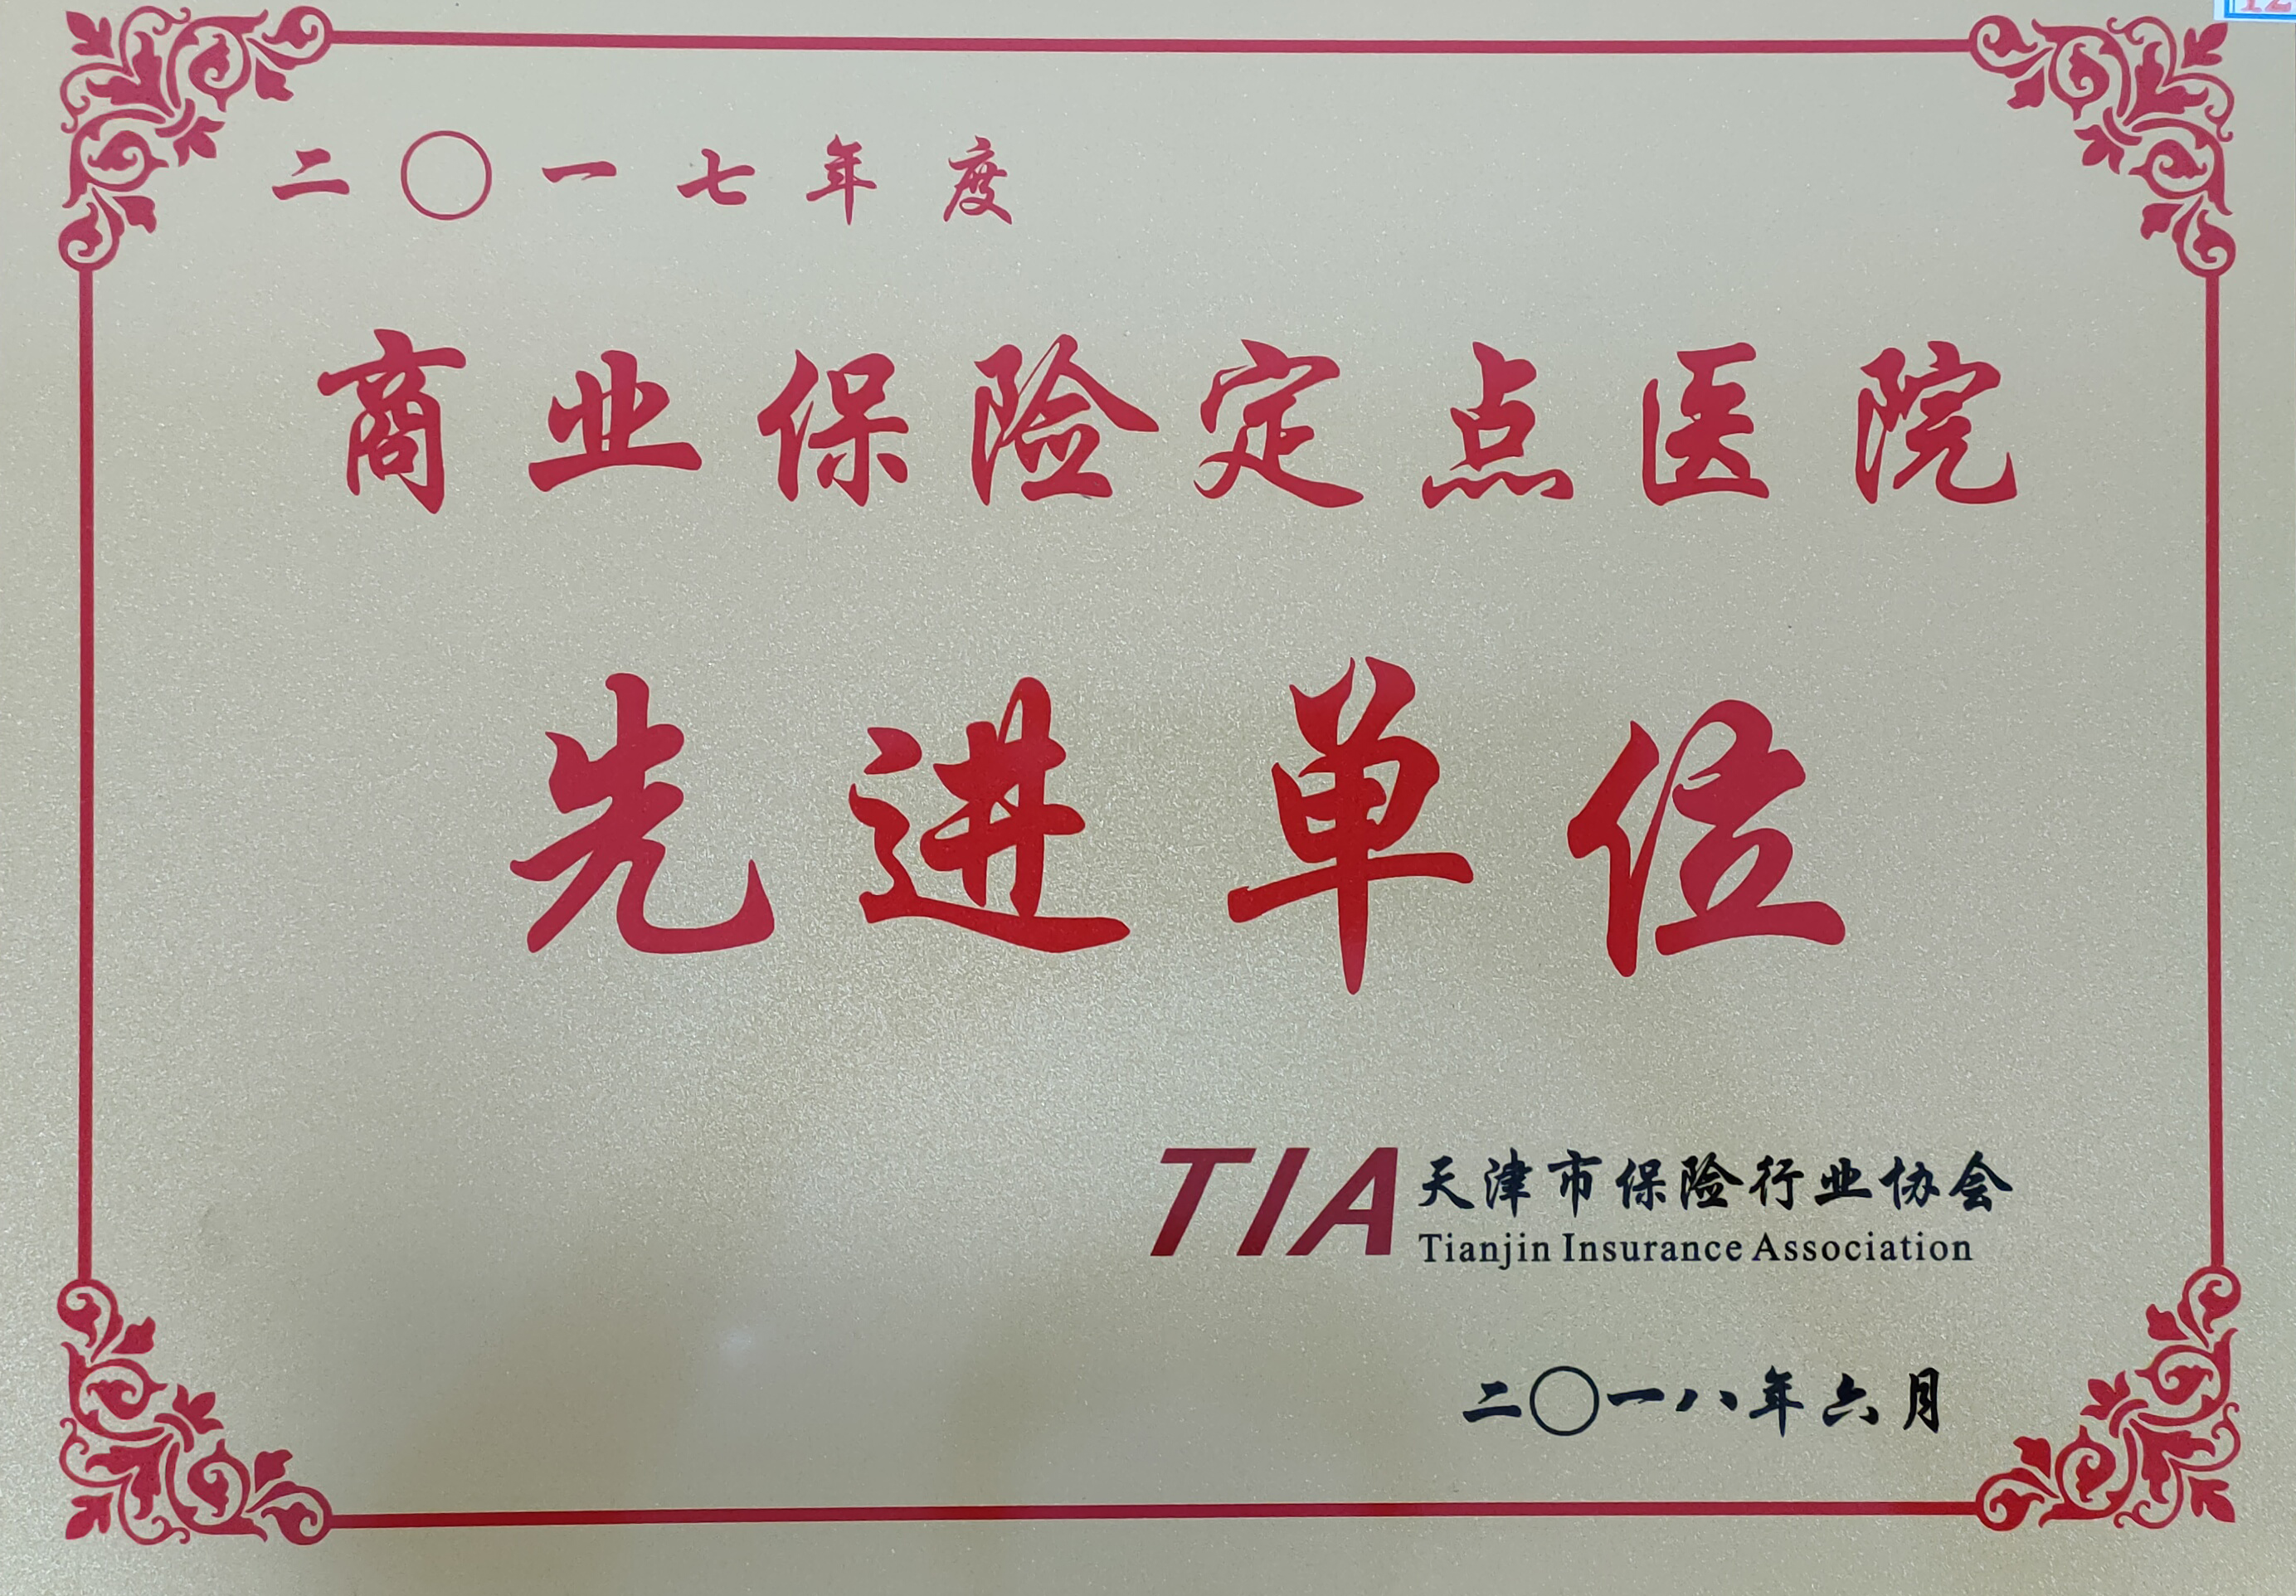 二〇一七年度
商业保险定点医院
先进单位
TIA 天津市保险行业协会
Tianjin Insurance Association
二〇一八年六月